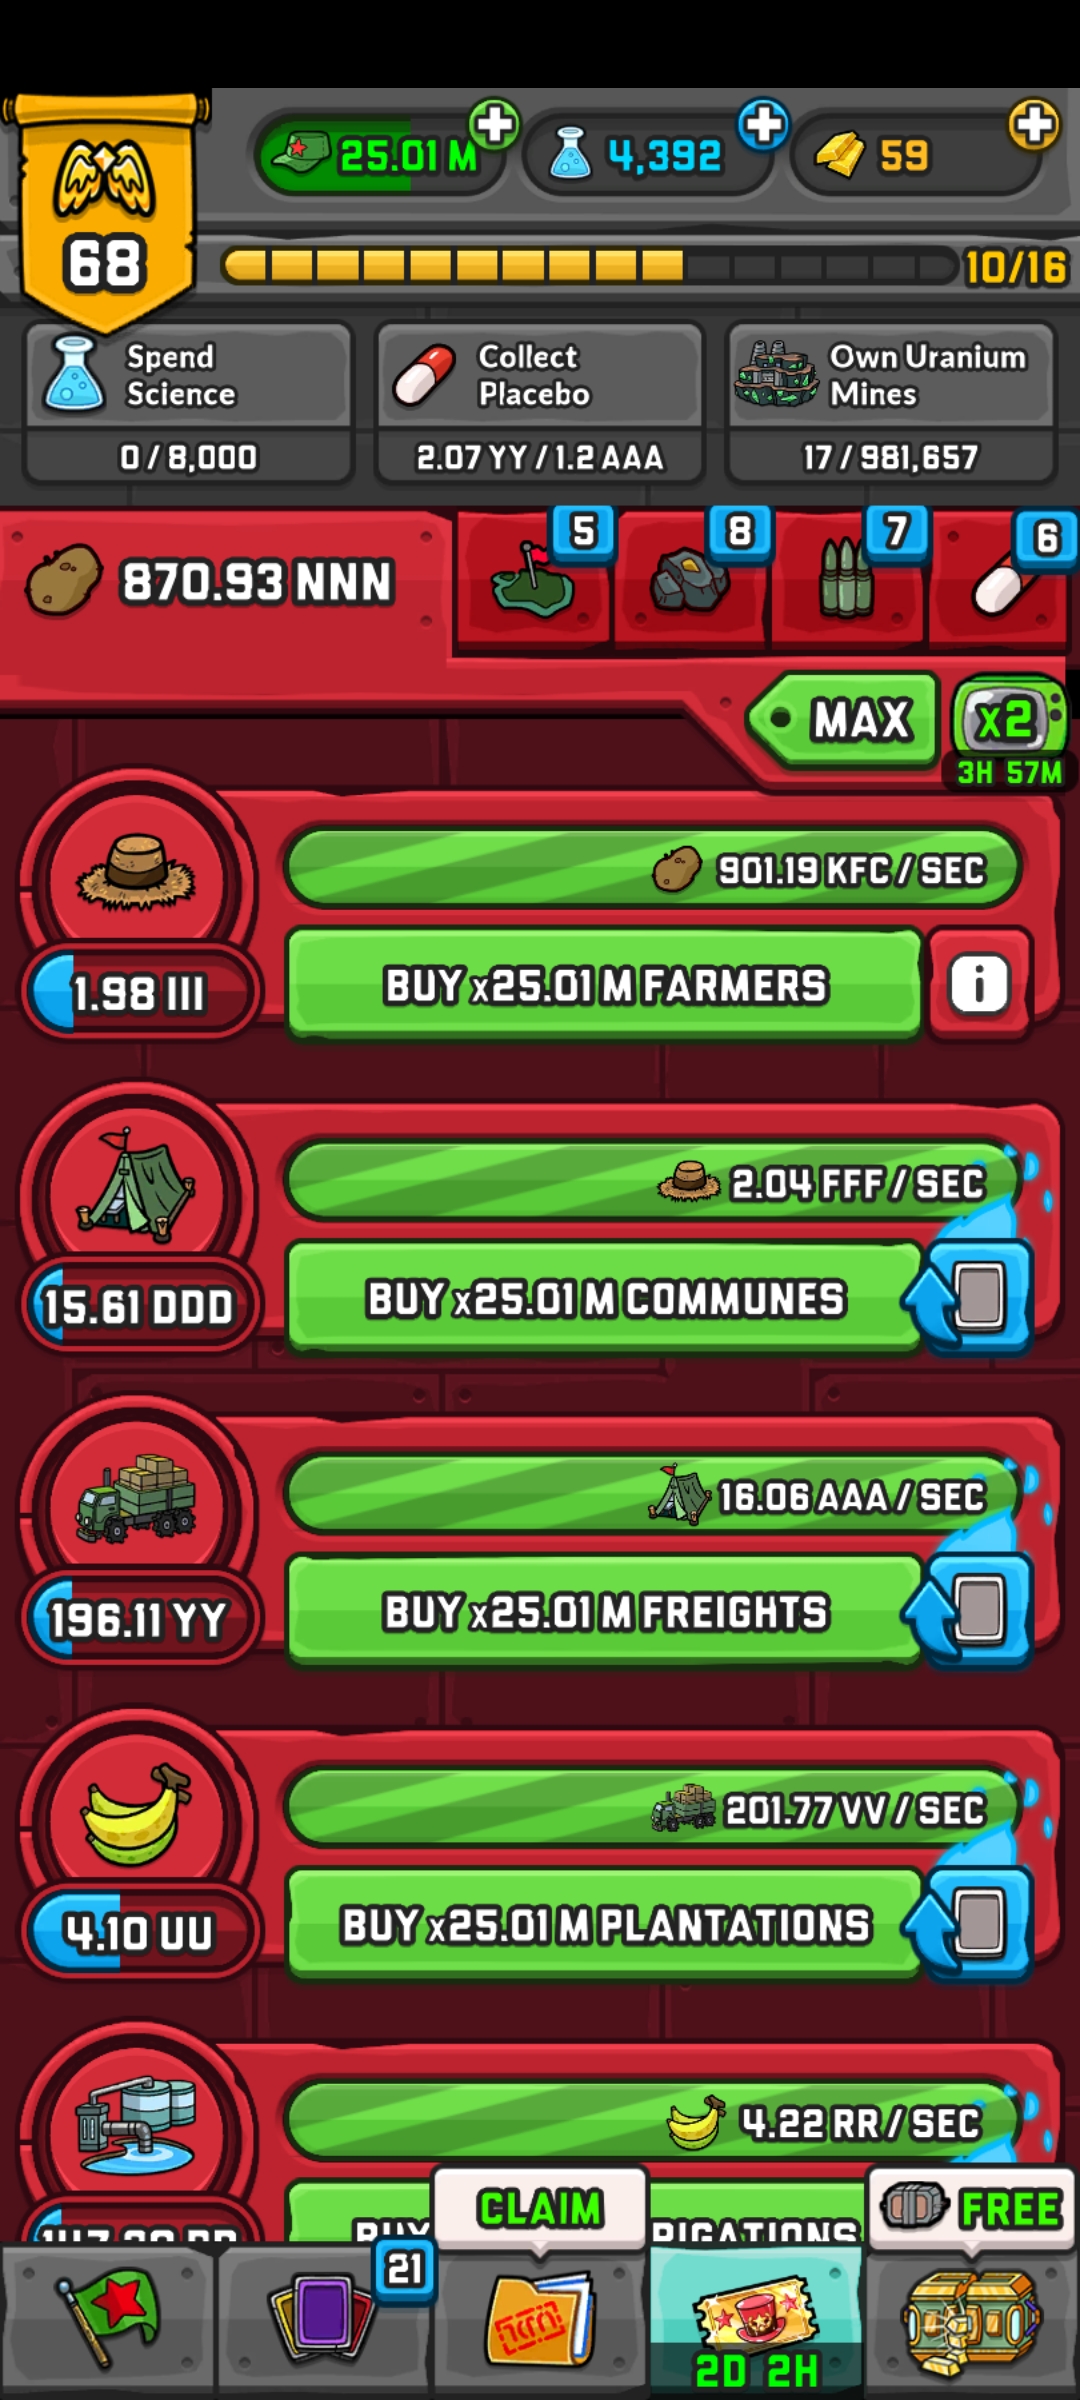 25.01 M
4,392
59
68
10/16
Spend
Science
0 / 8,000
Collect
Placebo
2.07 YY / 1.2 AAA
Own Uranium
Mines
17 / 981,657
870.93 NNN
5
8
7
6
MAX
x2
3H 57M
901.19 KFC / SEC
1.98 III
BUY x25.01 M FARMERS
i
2.04 FFF / SEC
15.61 DDD
BUY x25.01 M COMMUNES
16.06 AAA / SEC
196.11 YY
BUY x25.01 M FREIGHTS
201.77 VV / SEC
4.10 UU
BUY x25.01 M PLANTATIONS
4.22 RR / SEC
BUY
CLAIM
FREE
21
2D 2H